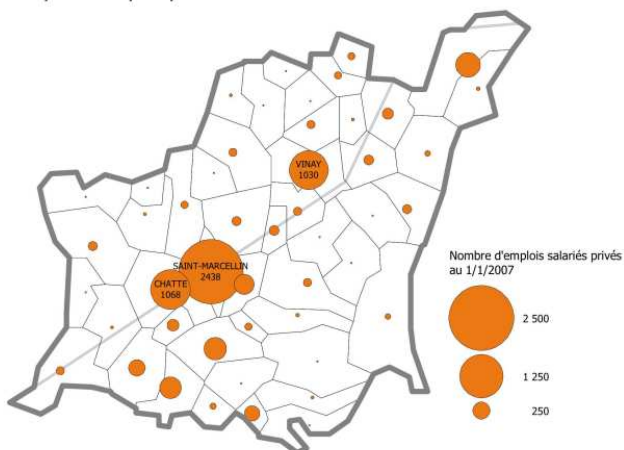 VINAY
1030
SAINT-MARCELLIN
2438
CHATTE
1068
Nombre d'emplois salariés privés
au 1/1/2007
2 500
1 250
250